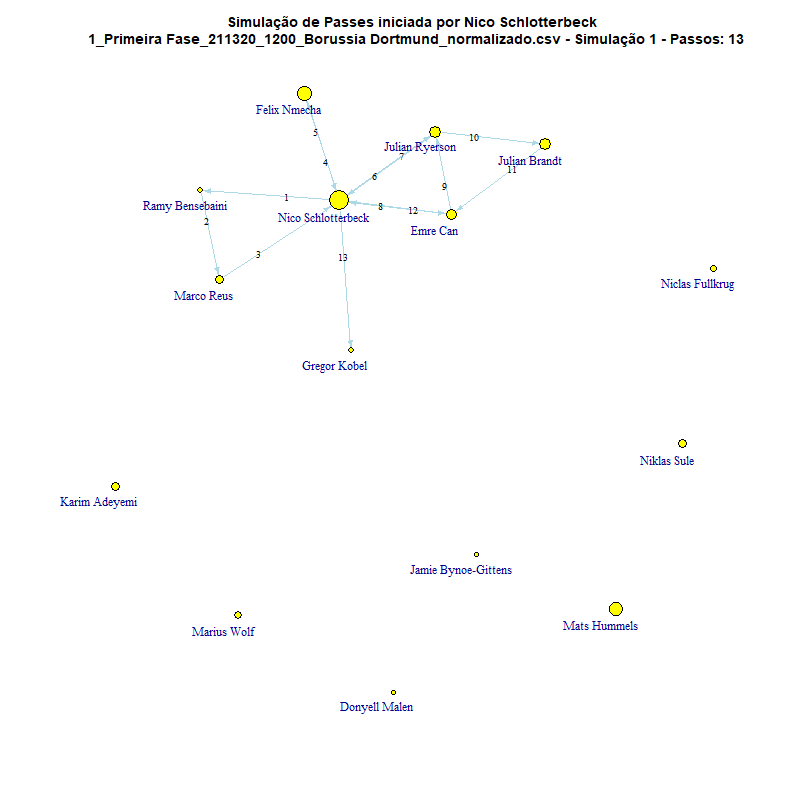 Simulação de Passes iniciada por Nico Schlotterbeck
1_Primeira Fase_211320_1200_Borussia Dortmund_normalizado.csv - Simulação 1 - Passos: 13
Felix Nmecha
5
Julian Ryerson
10
Julian Brandt
4
7
6
11
9
Ramy Bensebaini
1
Nico Schlotterbeck
8
12
Emre Can
2
3
13
Marco Reus
Niclas Fullkrug
Gregor Kobel
Niklas Sule
Karim Adeyemi
Jamie Bynoe-Gittens
Mats Hummels
Marius Wolf
Donyell Malen